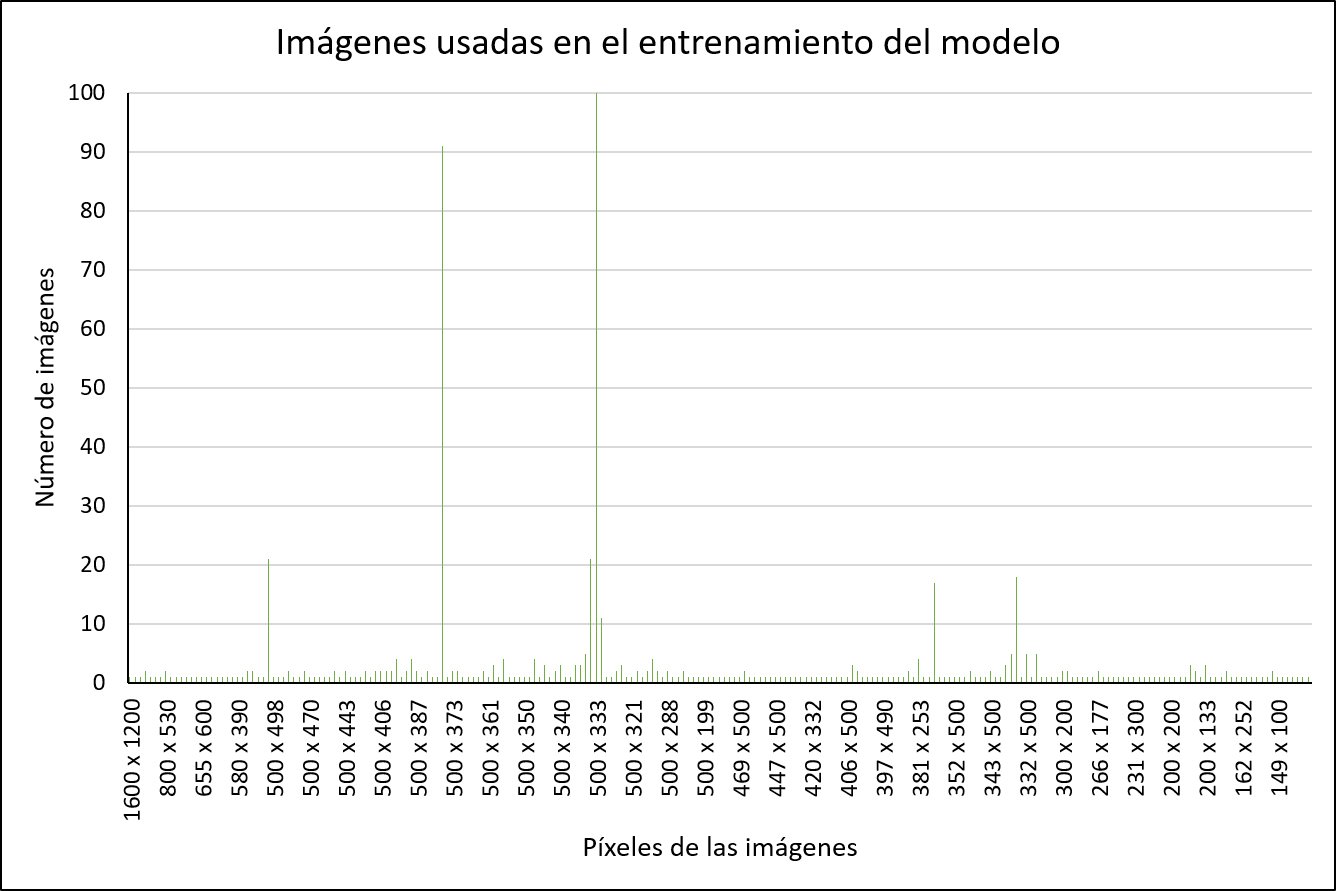 Imágenes usadas en el entrenamiento del modelo
100
90
80
70
60
50
40
30
20
10
0
Número de imágenes
1600 x 1200
800 x 530
655 x 600
580 x 390
500 x 498
500 x 470
500 x 443
500 x 406
500 x 387
500 x 373
500 x 361
500 x 350
500 x 340
500 x 333
500 x 321
500 x 288
500 x 199
469 x 500
447 x 500
420 x 332
406 x 500
397 x 490
381 x 253
352 x 500
343 x 500
332 x 500
300 x 200
266 x 177
231 x 300
200 x 200
200 x 133
162 x 252
149 x 100
Píxeles de las imágenes